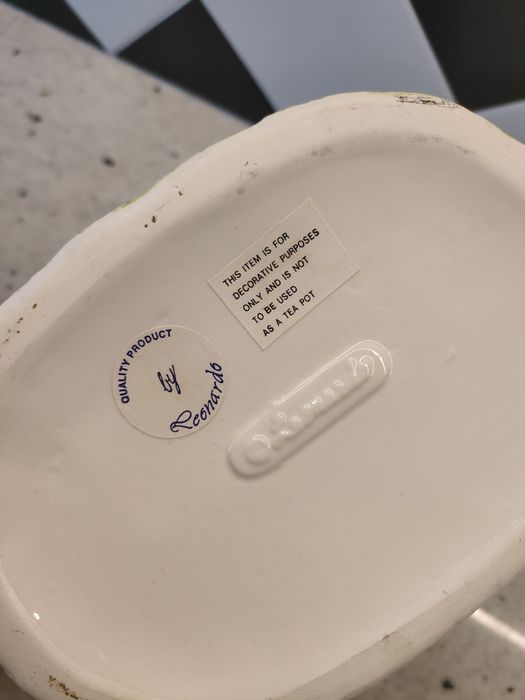 THIS ITEM IS FOR
DECORATIVE PURPOSES
ONLY AND IS NOT
TO BE USED
AS A TEA POT
QUALITY PRODUCT
by
Leonardo